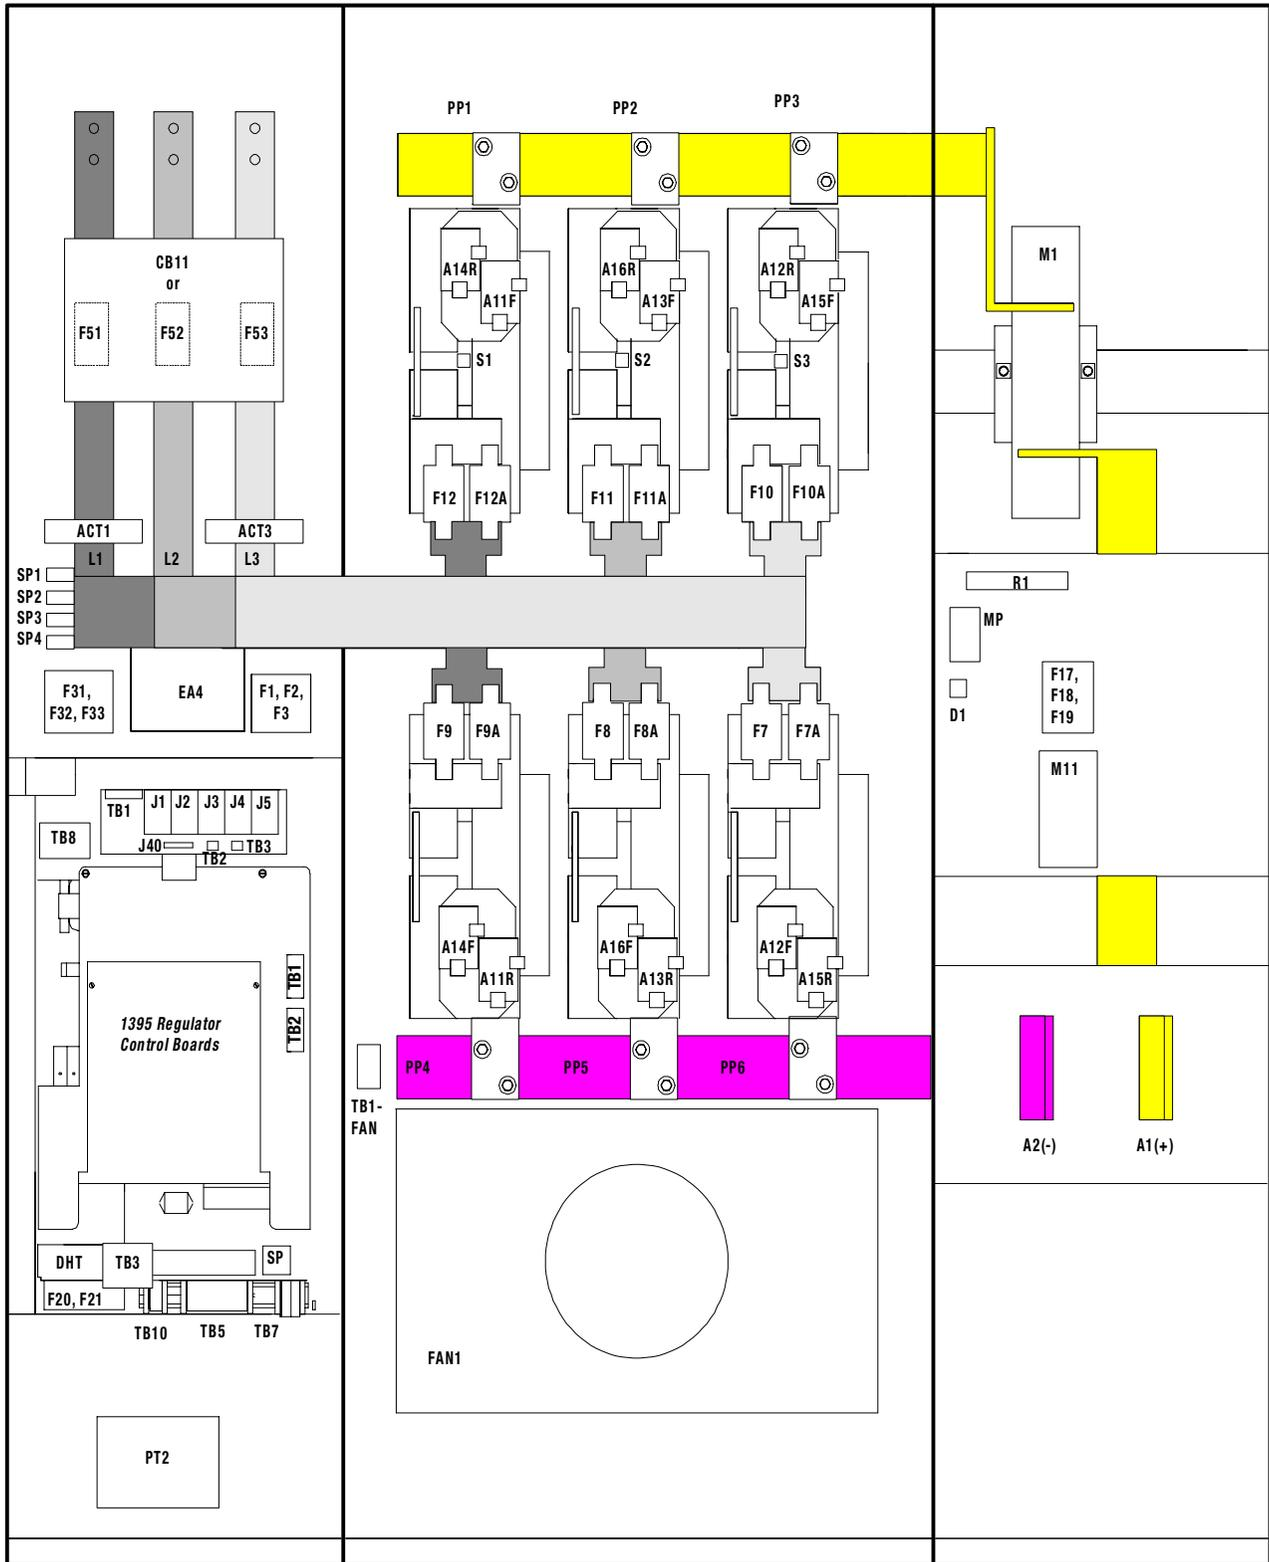 PP1
PP2
PP3
CB11
or
F51
F52
F53
M1
A14R
A11F
A16R
A13F
A12R
A15F
S1
S2
S3
F12
F12A
F11
F11A
F10
F10A
ACT1
ACT3
L1
L2
L3
SP1
SP2
SP3
SP4
R1
MP
D1
F17,
F18,
F19
F31,
F32, F33
EA4
F1, F2,
F3
F9
F9A
F8
F8A
F7
F7A
M11
TB1
J1
J2
J3
J4
J5
TB8
J40
TB2
TB3
A14F
A11R
A16F
A13R
A12F
A15R
TB1
TB2
1395 Regulator
Control Boards
PP4
PP5
PP6
TB1-
FAN
A2(-)
A1(+)
DHT
TB3
SP
F20, F21
TB10
TB5
TB7
FAN1
PT2